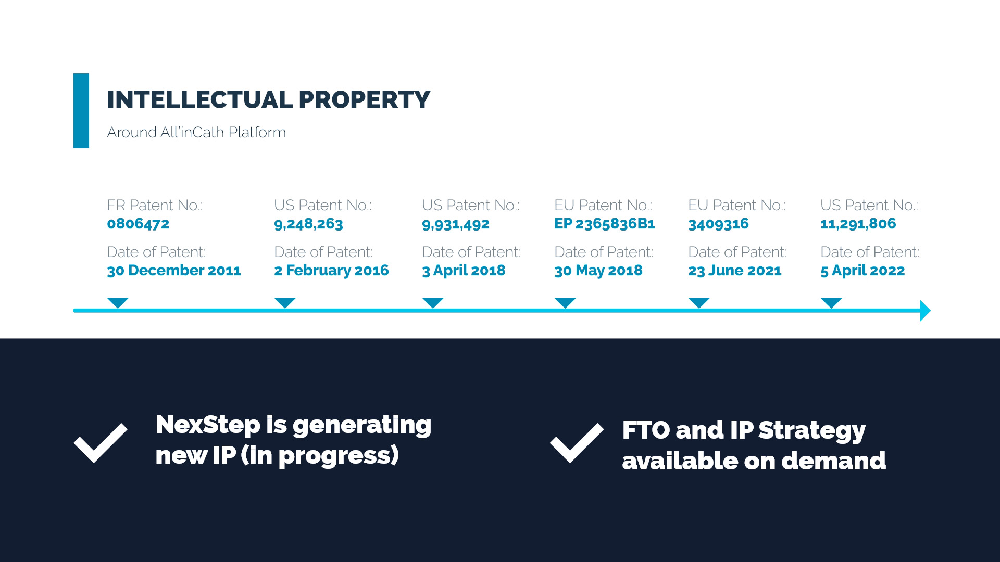 INTELLECTUAL PROPERTY
Around All'inCath Platform
FR Patent No.:
0806472
Date of Patent:
30 December 2011
US Patent No.:
9,248,263
Date of Patent:
2 February 2016
US Patent No.:
9,931,492
Date of Patent:
3 April 2018
EU Patent No.:
EP 2365836B1
Date of Patent:
30 May 2018
EU Patent No.:
3409316
Date of Patent:
23 June 2021
US Patent No.:
11,291,806
Date of Patent:
5 April 2022
NexStep is generating
new IP (in progress)
FTO and IP Strategy
available on demand